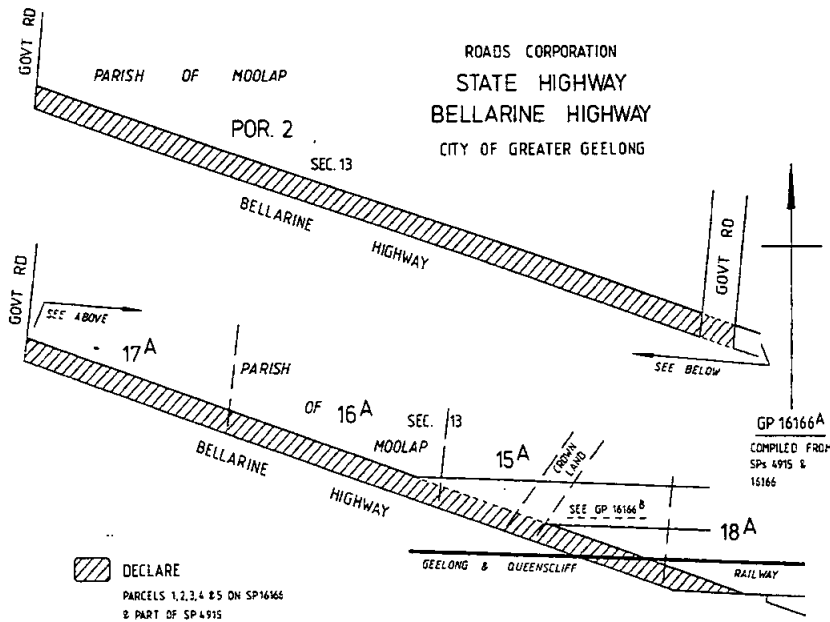 GOVT RD
PARISH OF MOOLAP
POR. 2
SEC. 13
BELLARINE HIGHWAY
ROADS CORPORATION
STATE HIGHWAY
BELLARINE HIGHWAY
CITY OF GREATER GEELONG
GOVT RD
SEE BELOW
GOVT RD
SEE ABOVE
17A
PARISH
OF
16A
MOOLAP
SEC. 13
15A
CROWN
LAND
BELLARINE
HIGHWAY
SEE GP 16166B
18A
GEELONG & QUEENSCLIFF RAILWAY
GP 16166A
COMPILED FROM
SPs 4915 &
16166
DECLARE
PARCELS 1,2,3,4 &5 ON SP16166
& PART OF SP 4915